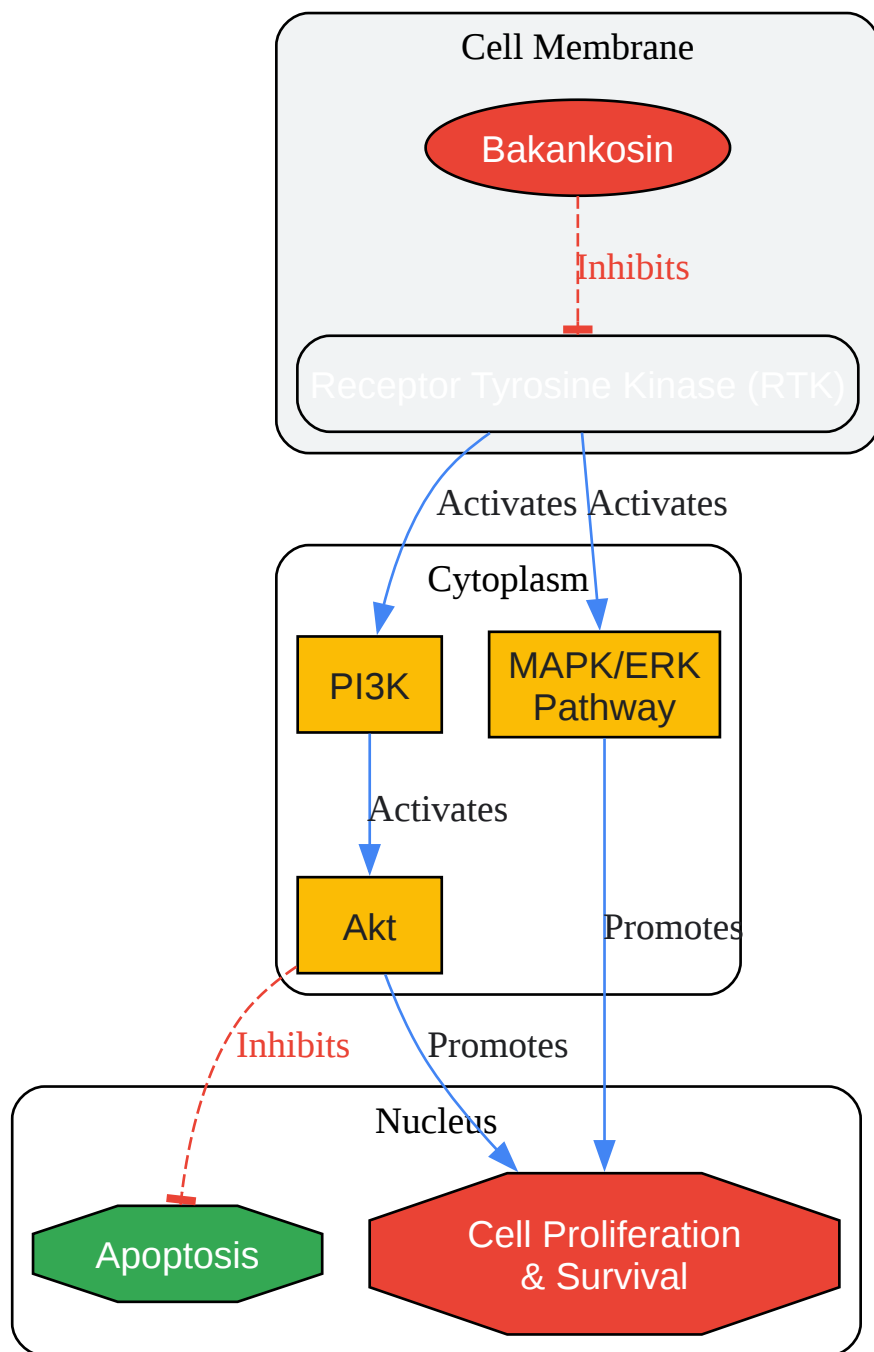 Cell Membrane
Bakankosin
Inhibits
Receptor Tyrosine Kinase (RTK)
Activates
Activates
Cytoplasm
PI3K
MAPK/ERK
Pathway
Activates
Akt
Promotes
Inhibits
Promotes
Nucleus
Apoptosis
Cell Proliferation
& Survival